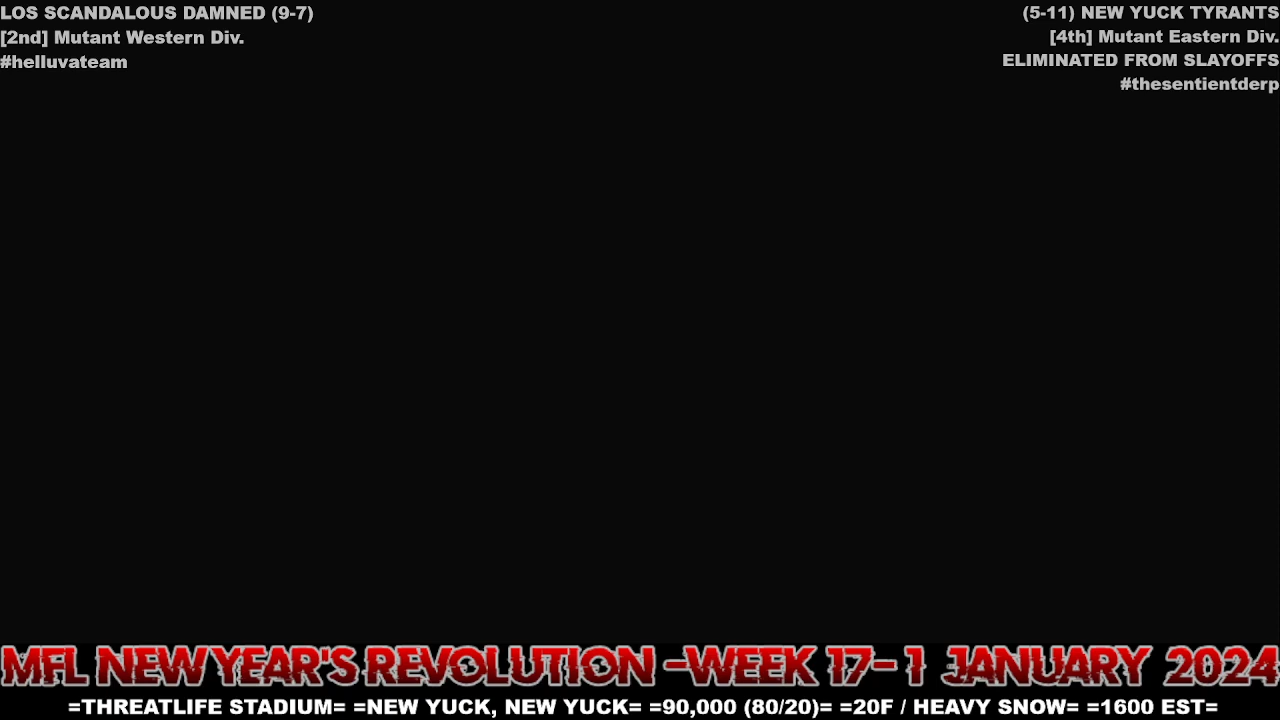 LOS SCANDALOUS DAMNED (9-7)
[2nd] Mutant Western Div.
#helluvateam
(5-11) NEW YUCK TYRANTS
[4th] Mutant Eastern Div.
ELIMINATED FROM SLAYOFFS
#thesentientderp
MFL NEW YEAR'S REVOLUTION -WEEK 17- 1 JANUARY 2024
=THREATLIFE STADIUM= =NEW YUCK, NEW YUCK= =90,000 (80/20)= =20F / HEAVY SNOW= =1600 EST=